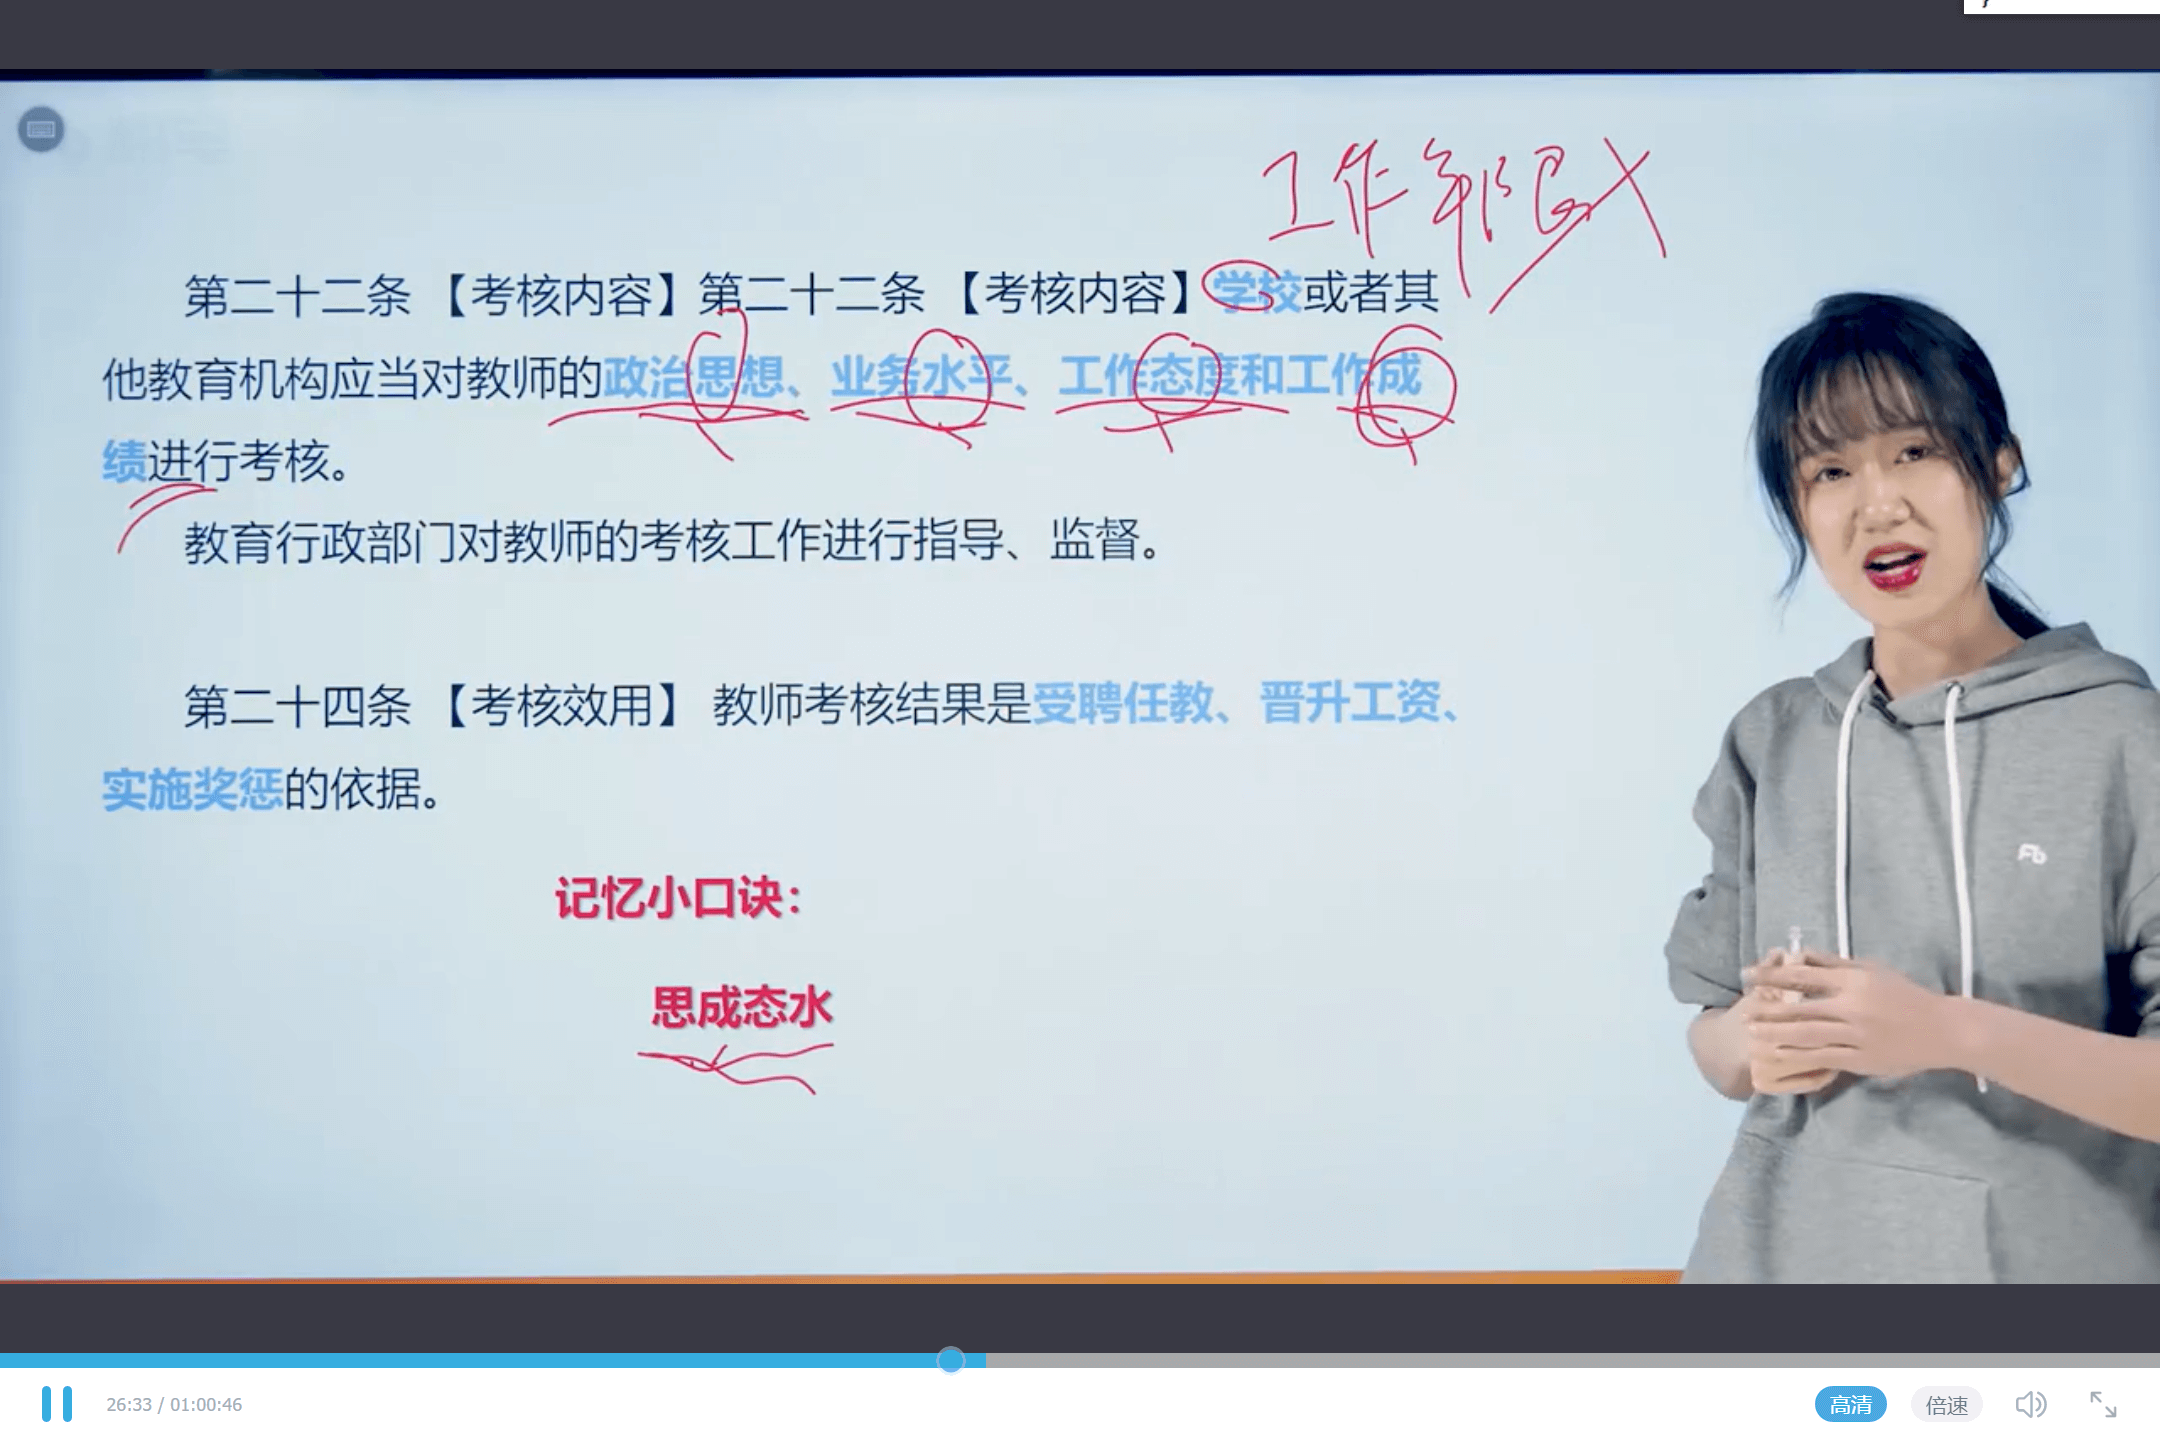 工作年限
第二十二条 【考核内容】第二十二条 【考核内容】学校或者其
他教育机构应当对教师的政治思想、业务水平、工作态度和工作成
绩进行考核。
教育行政部门对教师的考核工作进行指导、监督。
第二十四条 【考核效用】 教师考核结果是受聘任教、晋升工资、
实施奖惩的依据。
记忆小口诀：
思成态水
Fb
26:33 / 01:00:46
高清
倍速